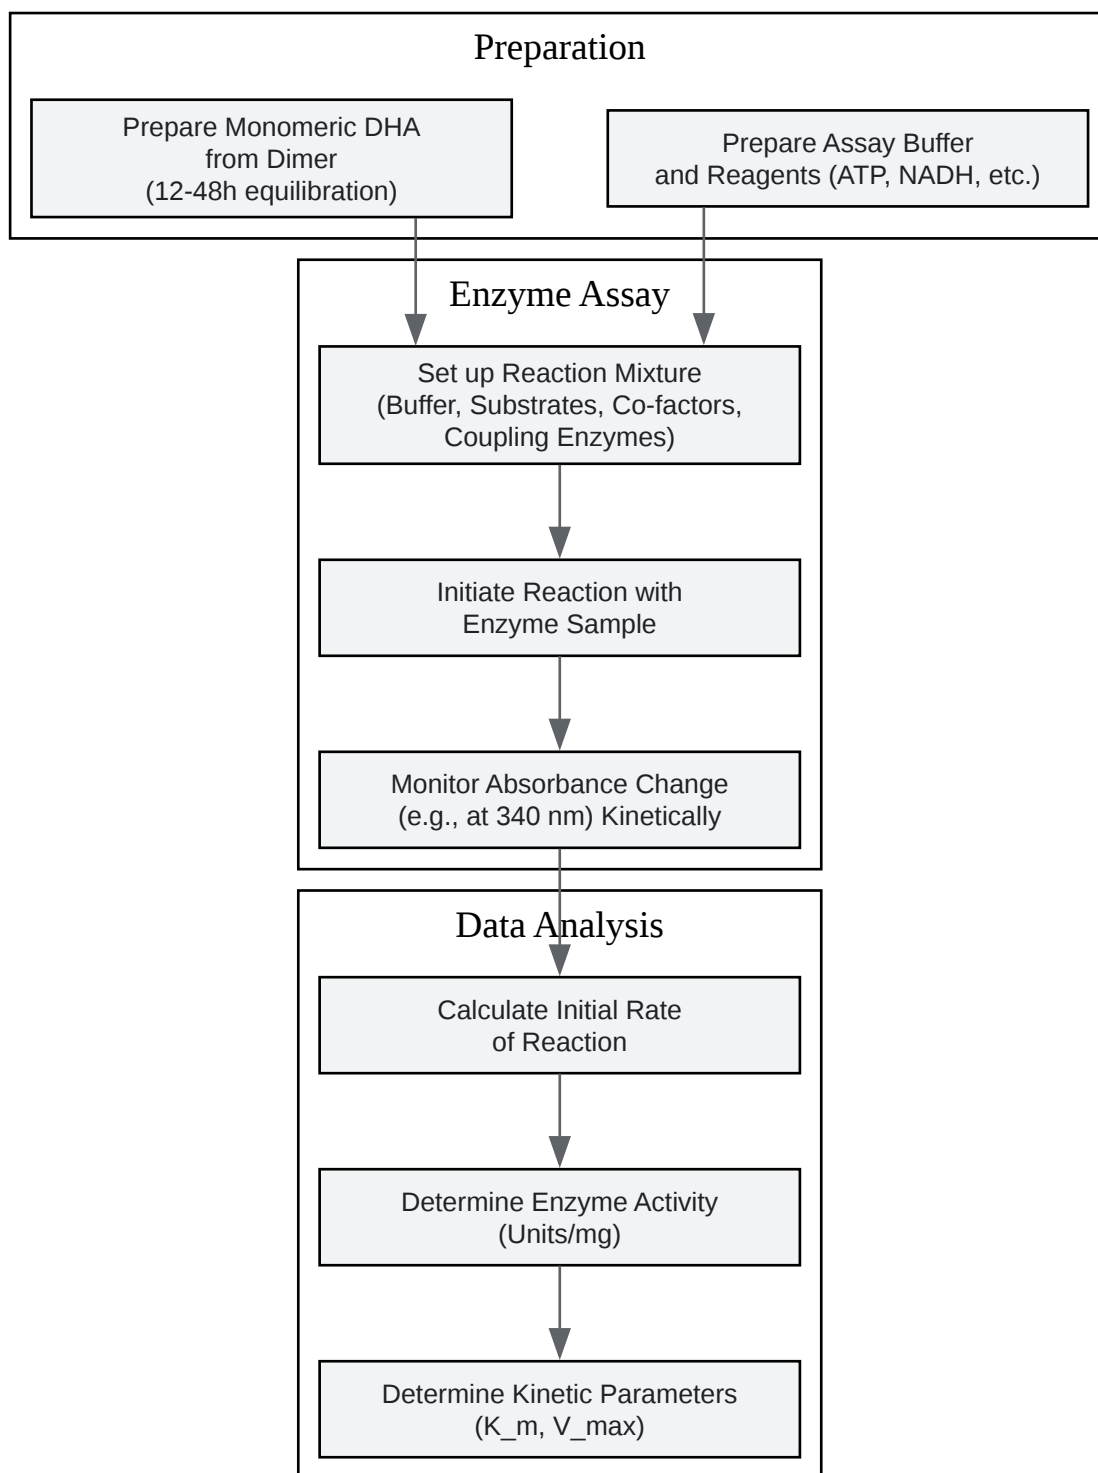 Preparation
Prepare Monomeric DHA
from Dimer
(12-48h equilibration)
Prepare Assay Buffer
and Reagents (ATP, NADH, etc.)
Enzyme Assay
Set up Reaction Mixture
(Buffer, Substrates, Co-factors,
Coupling Enzymes)
Initiate Reaction with
Enzyme Sample
Monitor Absorbance Change
(e.g., at 340 nm) Kinetically
Data Analysis
Calculate Initial Rate
of Reaction
Determine Enzyme Activity
(Units/mg)
Determine Kinetic Parameters
(K_m, V_max)